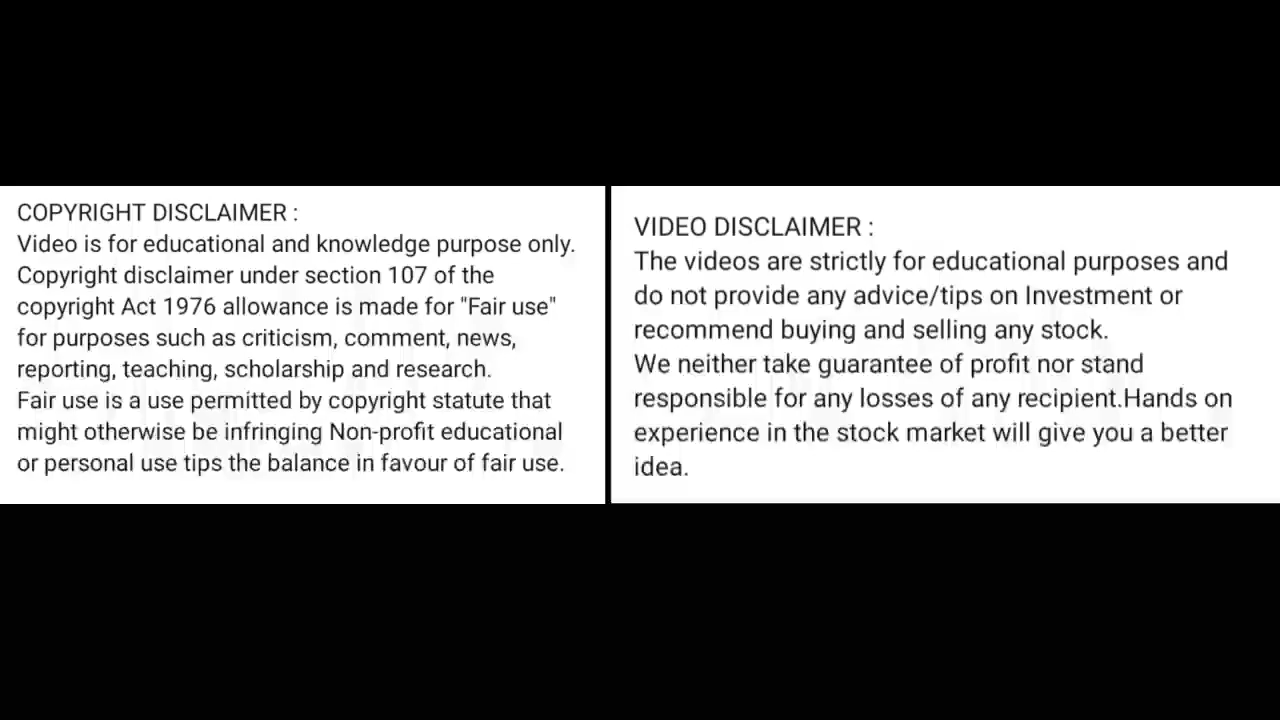 COPYRIGHT DISCLAIMER :
Video is for educational and knowledge purpose only.
Copyright disclaimer under section 107 of the
copyright Act 1976 allowance is made for "Fair use"
for purposes such as criticism, comment, news,
reporting, teaching, scholarship and research.
Fair use is a use permitted by copyright statute that
might otherwise be infringing Non-profit educational
or personal use tips the balance in favour of fair use.
VIDEO DISCLAIMER :
The videos are strictly for educational purposes and
do not provide any advice/tips on Investment or
recommend buying and selling any stock.
We neither take guarantee of profit nor stand
responsible for any losses of any recipient.Hands on
experience in the stock market will give you a better
idea.